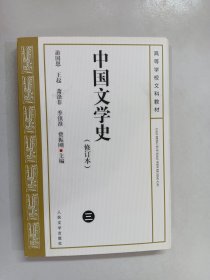 高等学校文科教材
游国恩 王起 萧涤非 季镇淮 费振刚 主编
中国文学史
（修订本）
三
人民文学出版社